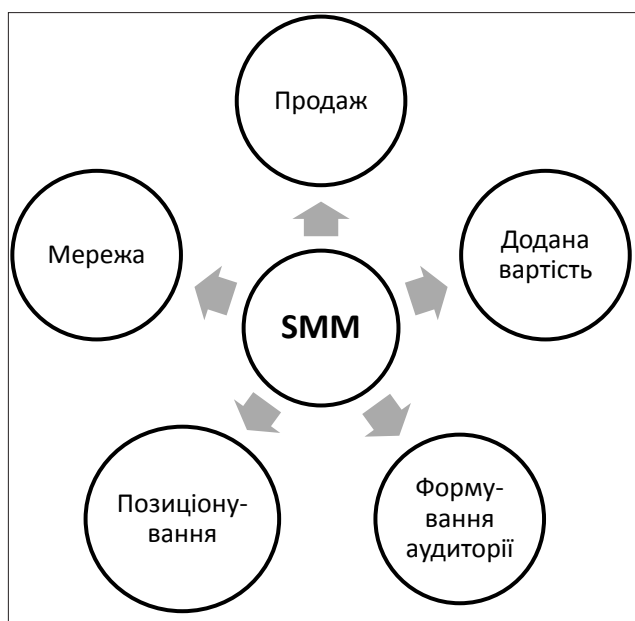 Продаж
Мережа
Додана
вартість
SMM
Позиціону-
вання
Форму-
вання
аудиторії